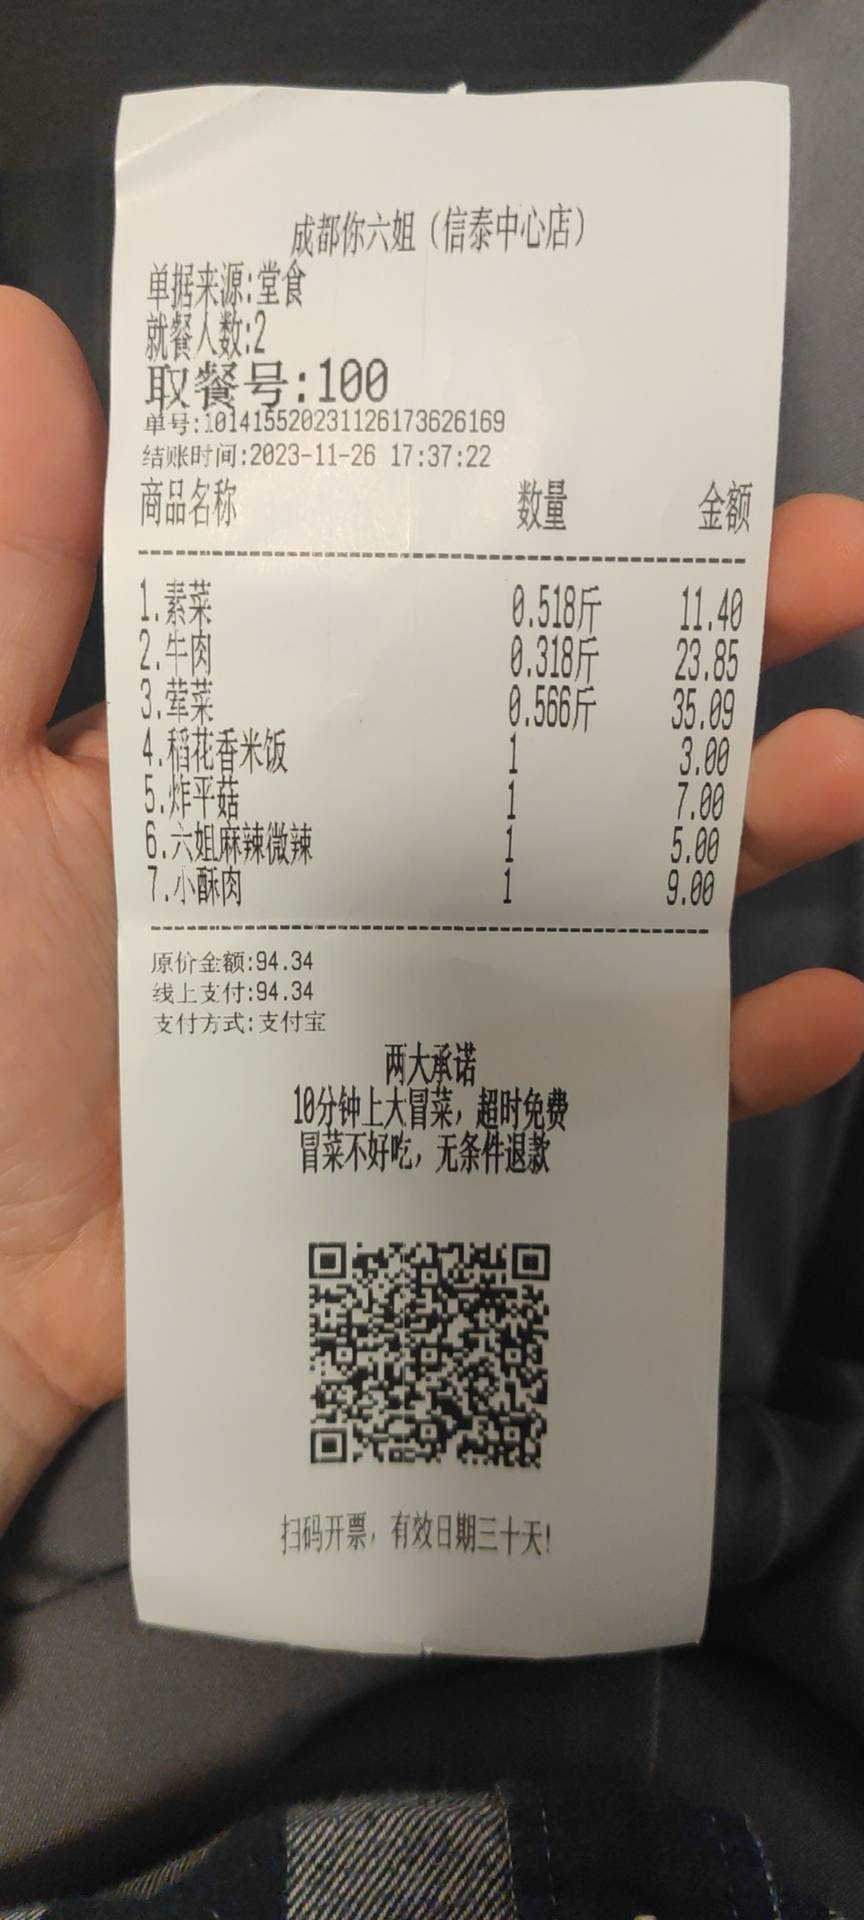 成都你六姐（信泰中心店）
单据来源:堂食
就餐人数:2
取餐号:100
单号:1014155202311261736261​69
结账时间:2023-11-26 17:37:22
商品名称 数量 金额
1.素菜 0.518斤 11.40
2.牛肉 0.318斤 23.85
3.荤菜 0.566斤 35.09
4.稻花香米饭 1 3.00
5.炸平菇 1 7.00
6.六姐麻辣微辣 1 5.00
7.小酥肉 1 9.00
原价金额:94.34
线上支付:94.34
支付方式:支付宝
两大承诺
10分钟上大冒菜，超时免费
冒菜不好吃，无条件退款
扫码开票，有效日期三十天!